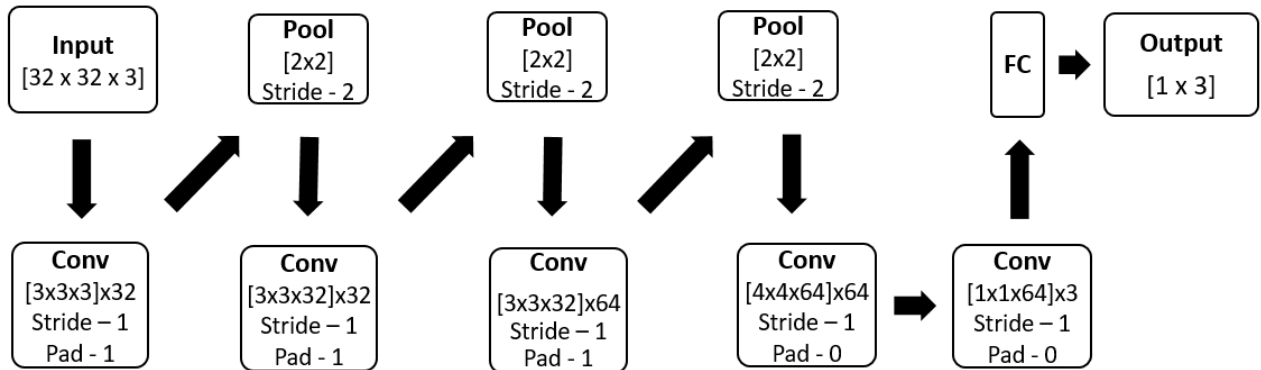 Input
[32 x 32 x 3]
Pool
[2x2]
Stride - 2
Pool
[2x2]
Stride - 2
Pool
[2x2]
Stride - 2
FC
Output
[1 x 3]
Conv
[3x3x3]x32
Stride – 1
Pad - 1
Conv
[3x3x32]x32
Stride – 1
Pad - 1
Conv
[3x3x32]x64
Stride – 1
Pad - 1
Conv
[4x4x64]x64
Stride – 1
Pad - 0
Conv
[1x1x64]x3
Stride – 1
Pad - 0